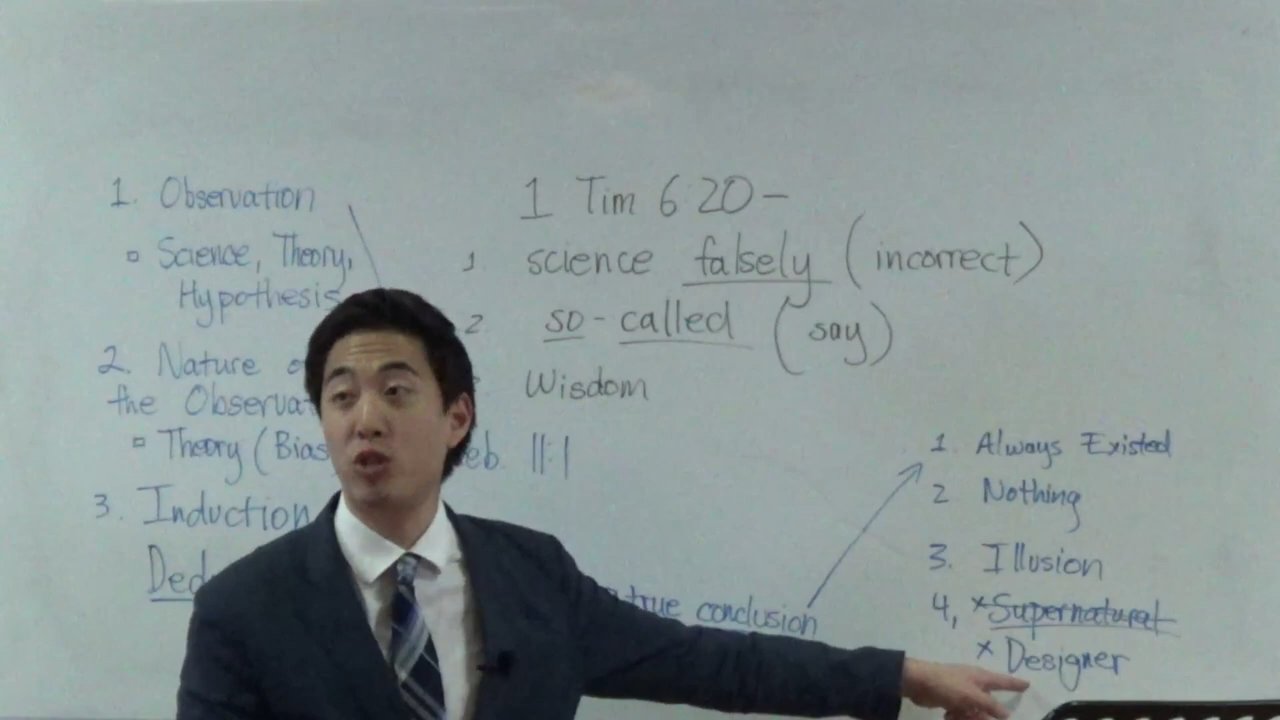 1. Observation
▫ Science, Theory,
Hypothesis
2. Nature
the
▫ Theory (Bias
3. Induction
1 Tim 6:20-
1 science falsely (incorrect)
2 so-called (say)
Wisdom
11:1
true conclusion
1. Always Existed
2 Nothing
3. Illusion
4, x Supernatural
x Designer